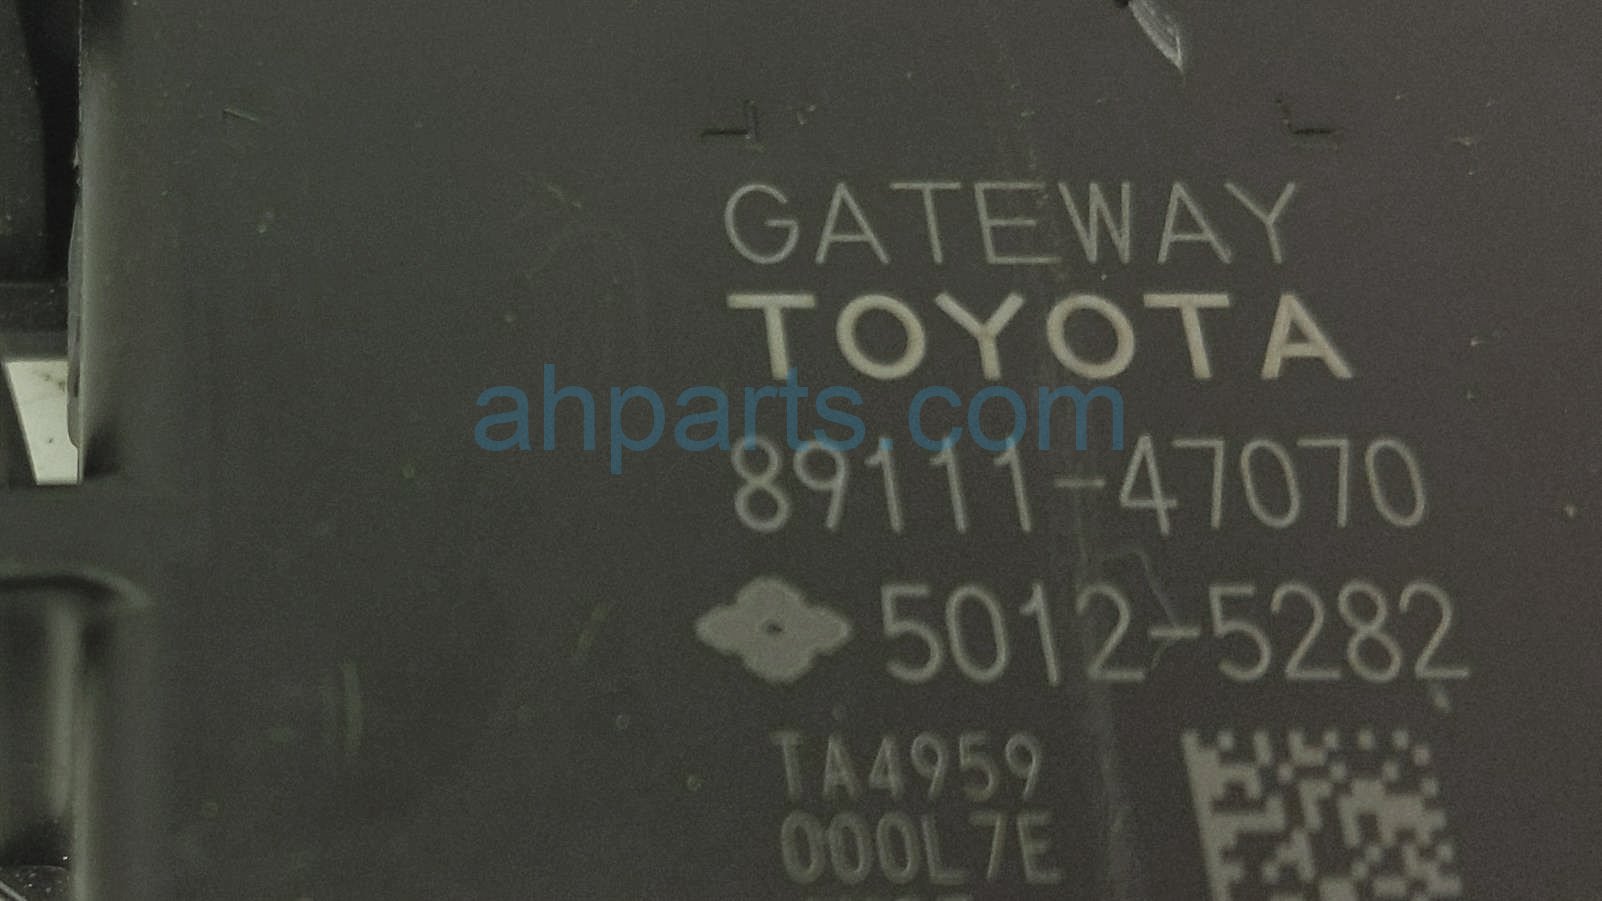 GATEWAY
TOYOTA
ahparts.com
89111-47070
5012-5282
TA4959
000L7E